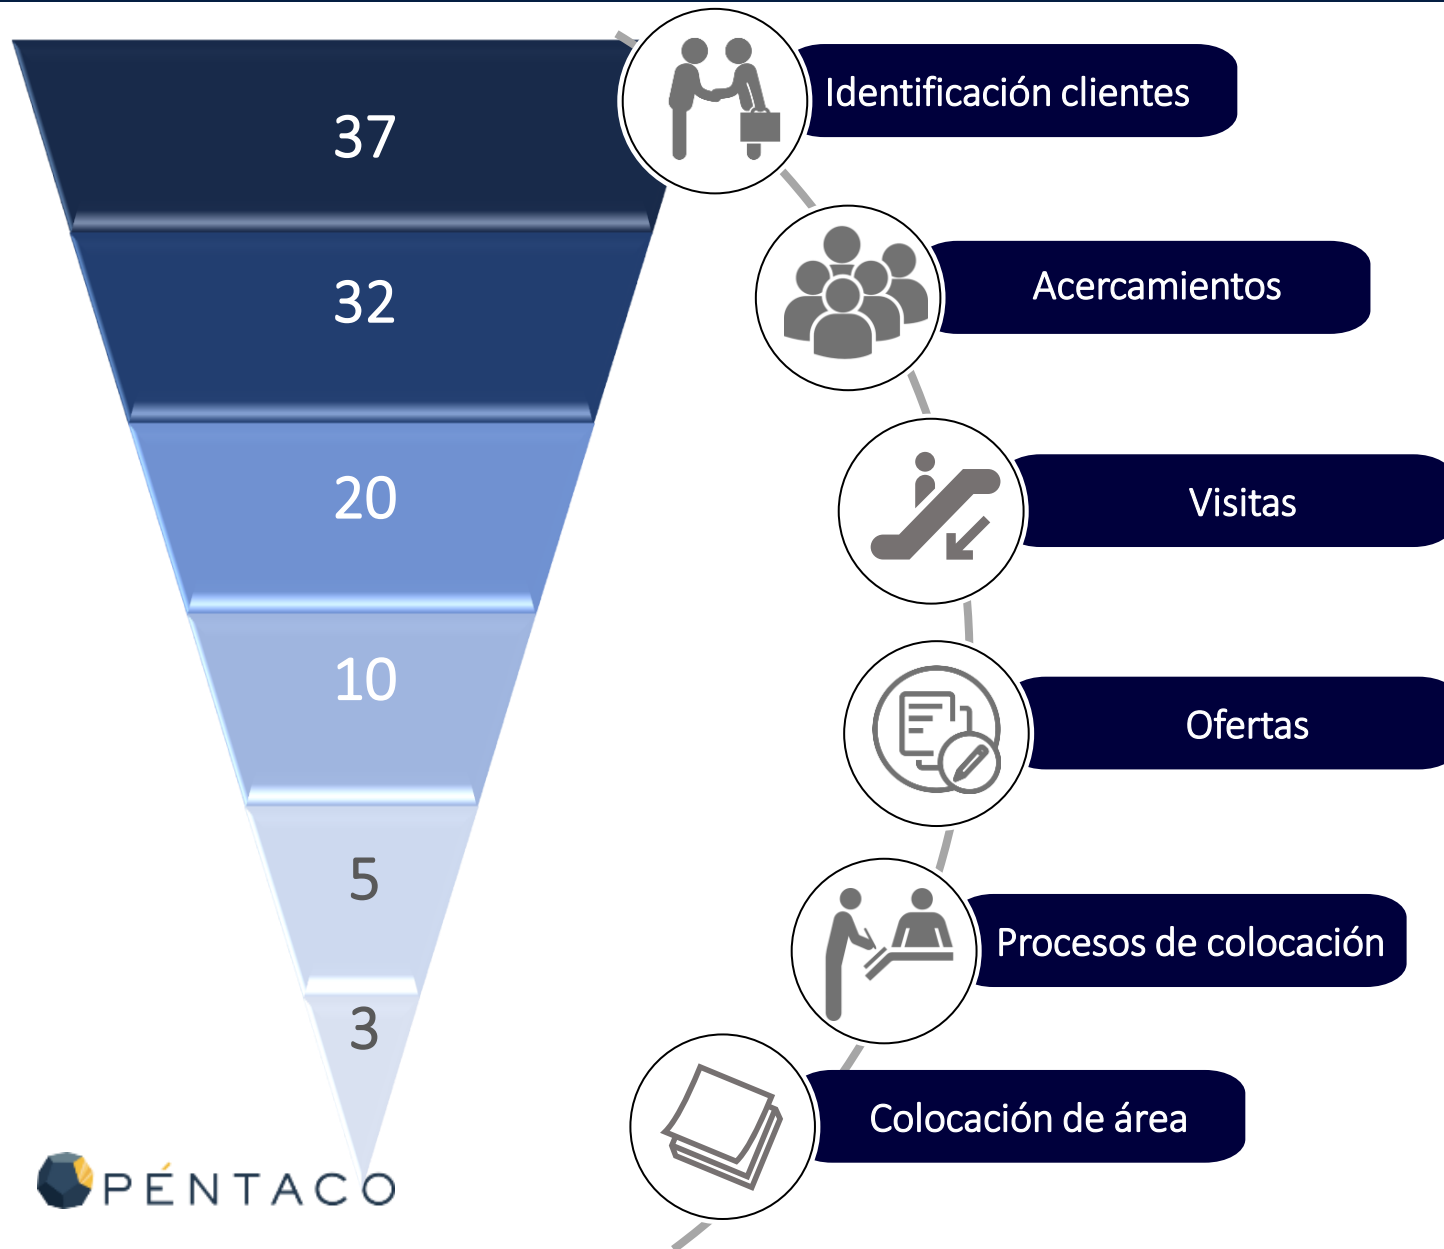 37
Identificación clientes
32
Acercamientos
20
Visitas
10
Ofertas
5
Procesos de colocación
3
Colocación de área
PÉNTACO